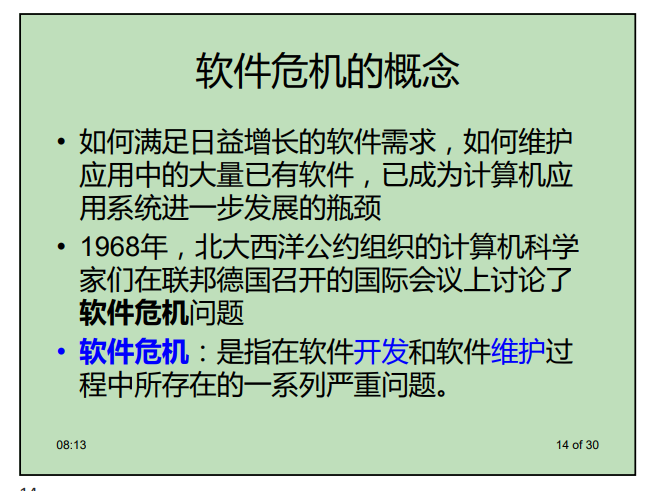 软件危机的概念
• 如何满足日益增长的软件需求，如何维护
应用中的大量已有软件，已成为计算机应
用系统进一步发展的瓶颈
• 1968年，北大西洋公约组织的计算机科学
家们在联邦德国召开的国际会议上讨论了
软件危机问题
• 软件危机：是指在软件开发和软件维护过
程中所存在的一系列严重问题。
08:13
14 of 30